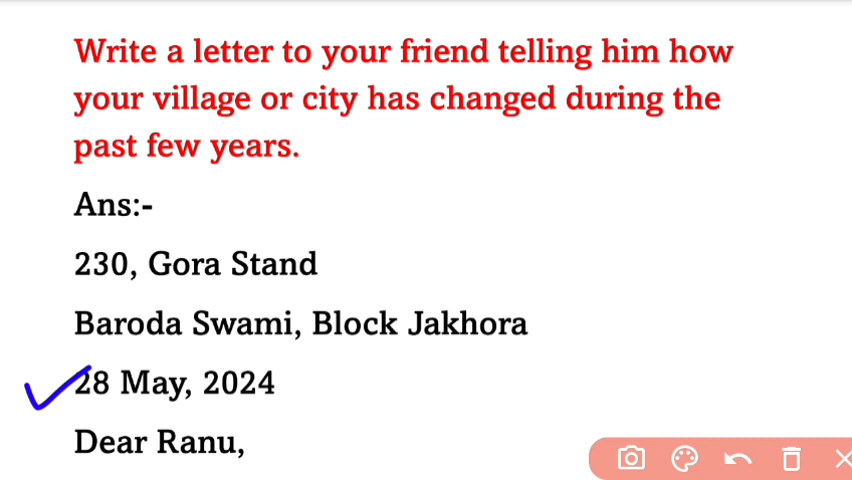 Write a letter to your friend telling him how
your village or city has changed during the
past few years.
Ans:-
230, Gora Stand
Baroda Swami, Block Jakhora
28 May, 2024
Dear Ranu,